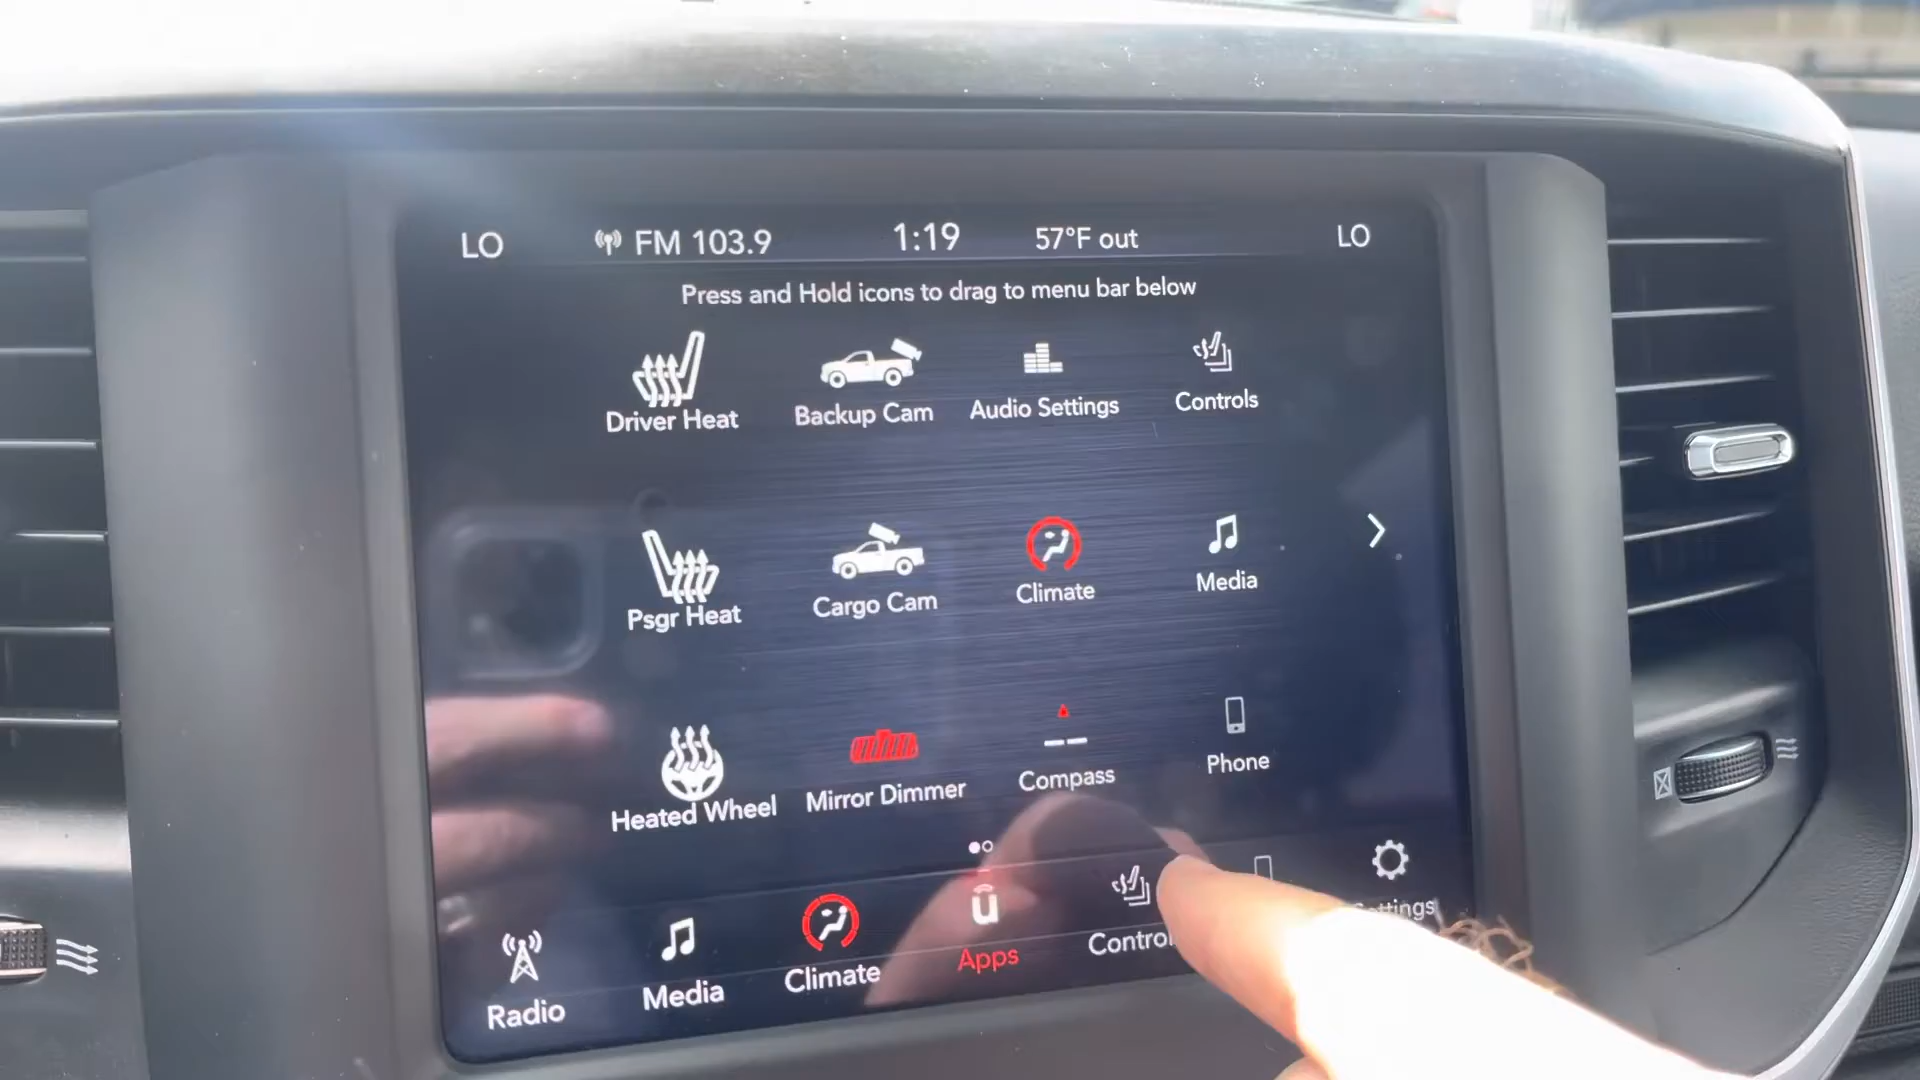 LO FM 103.9 1:19 57°F out LO
Press and Hold icons to drag to menu bar below
Driver Heat Backup Cam Audio Settings Controls
Psgr Heat Cargo Cam Climate Media
Heated Wheel Mirror Dimmer Compass Phone
Radio Media Climate Apps